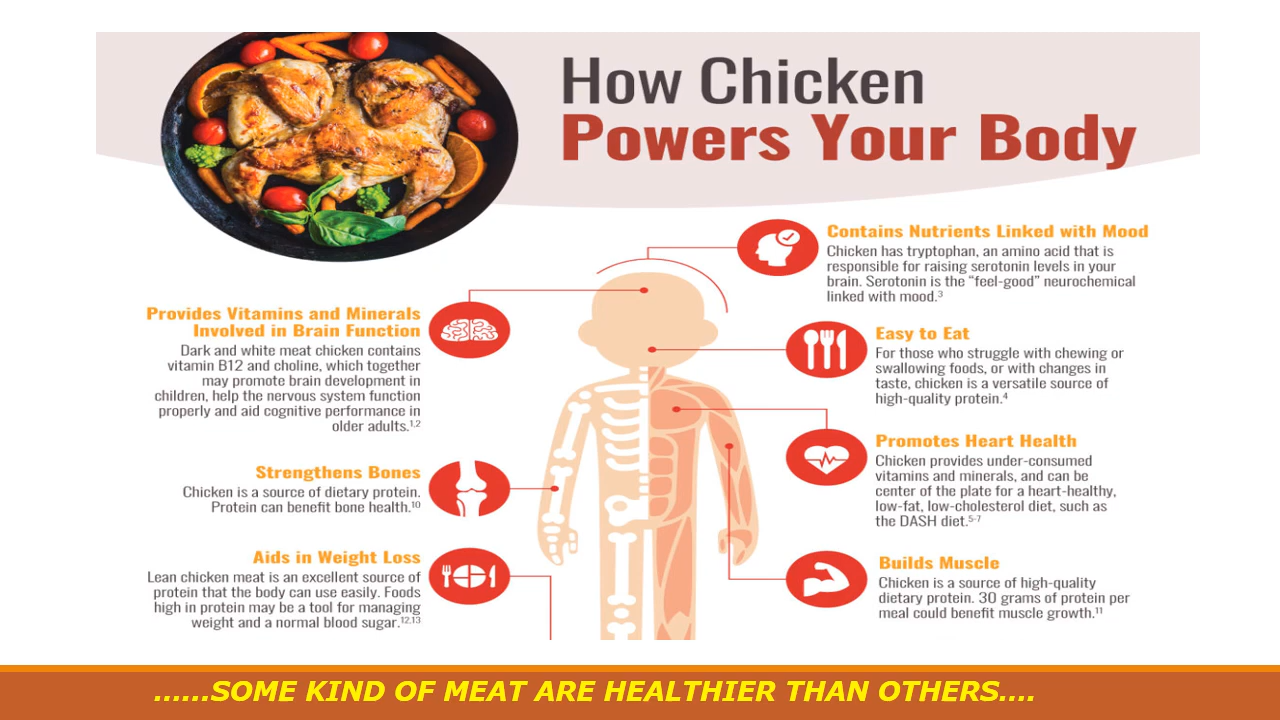 How Chicken
Powers Your Body
Contains Nutrients Linked with Mood
Chicken has tryptophan, an amino acid that is
responsible for raising serotonin levels in your
brain. Serotonin is the “feel-good” neurochemical
linked with mood.3
Provides Vitamins and Minerals
Involved in Brain Function
Dark and white meat chicken contains
vitamin B12 and choline, which together
may promote brain development in
children, help the nervous system function
properly and aid cognitive performance in
older adults.1,2
Easy to Eat
For those who struggle with chewing or
swallowing foods, or with changes in
taste, chicken is a versatile source of
high-quality protein.4
Promotes Heart Health
Chicken provides under-consumed
vitamins and minerals, and can be
center of the plate for a heart-healthy,
low-fat, low-cholesterol diet, such as
the DASH diet.5-7
Strengthens Bones
Chicken is a source of dietary protein.
Protein can benefit bone health.10
Aids in Weight Loss
Lean chicken meat is an excellent source of
protein that the body can use easily. Foods
high in protein may be a tool for managing
weight and a normal blood sugar.12,13
Builds Muscle
Chicken is a source of high-quality
dietary protein. 30 grams of protein per
meal could benefit muscle growth.11
......SOME KIND OF MEAT ARE HEALTHIER THAN OTHERS....